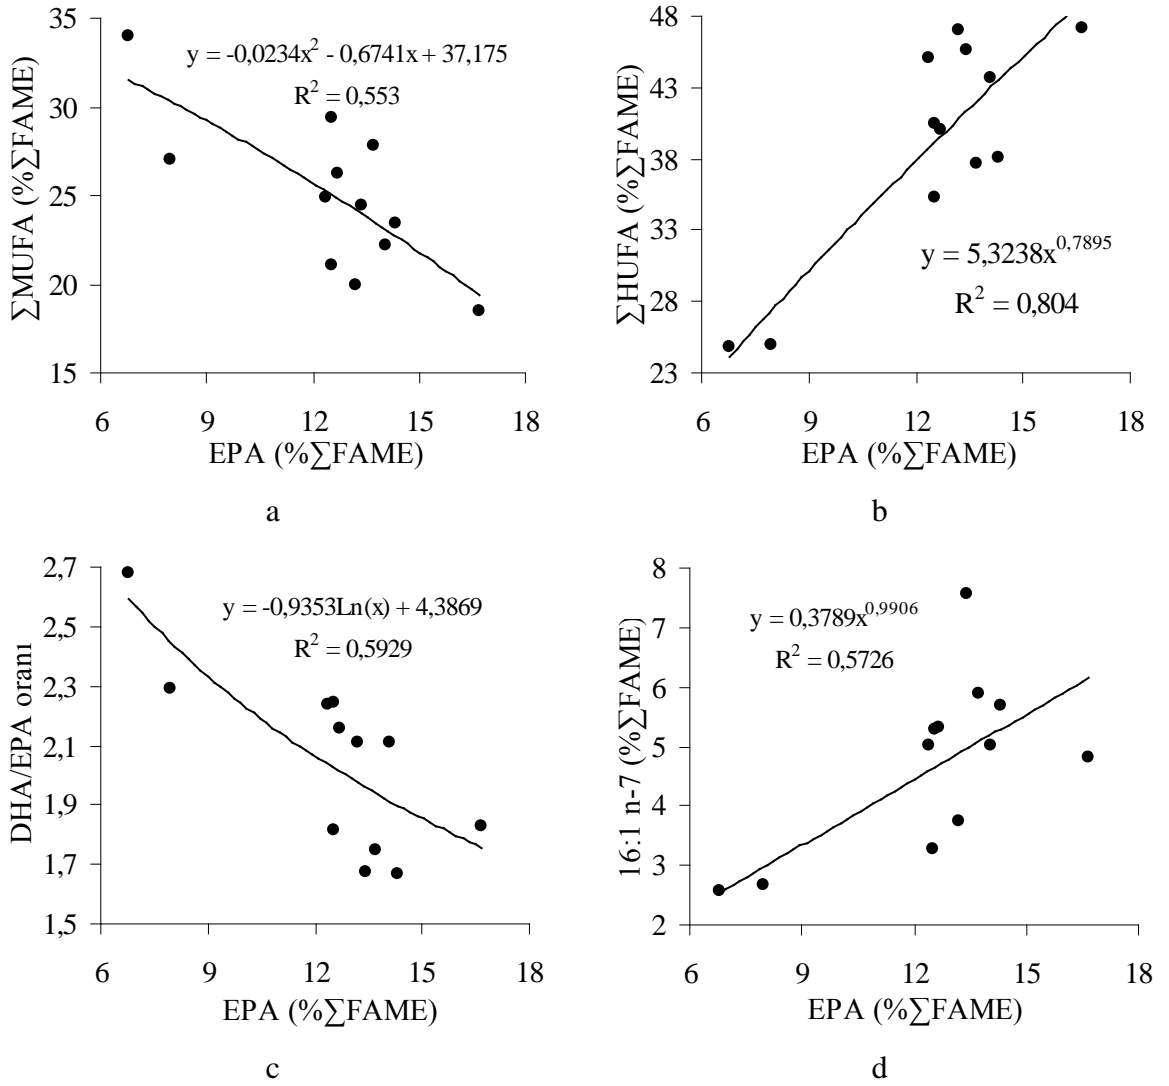 35
30
25
20
15
∑MUFA (%∑FAME)
y = -0,0234x² - 0,6741x + 37,175
R² = 0,553
6 9 12 15 18
EPA (%∑FAME)
a
48
43
38
33
28
23
∑HUFA (%∑FAME)
y = 5,3238x^0,7895
R² = 0,804
6 9 12 15 18
EPA (%∑FAME)
b
2,7
2,5
2,3
2,1
1,9
1,7
1,5
DHA/EPA oranı
y = -0,9353Ln(x) + 4,3869
R² = 0,5929
6 9 12 15 18
EPA (%∑FAME)
c
8
7
6
5
4
3
2
16:1 n-7 (%∑FAME)
y = 0,3789x^0,9906
R² = 0,5726
6 9 12 15 18
EPA (%∑FAME)
d